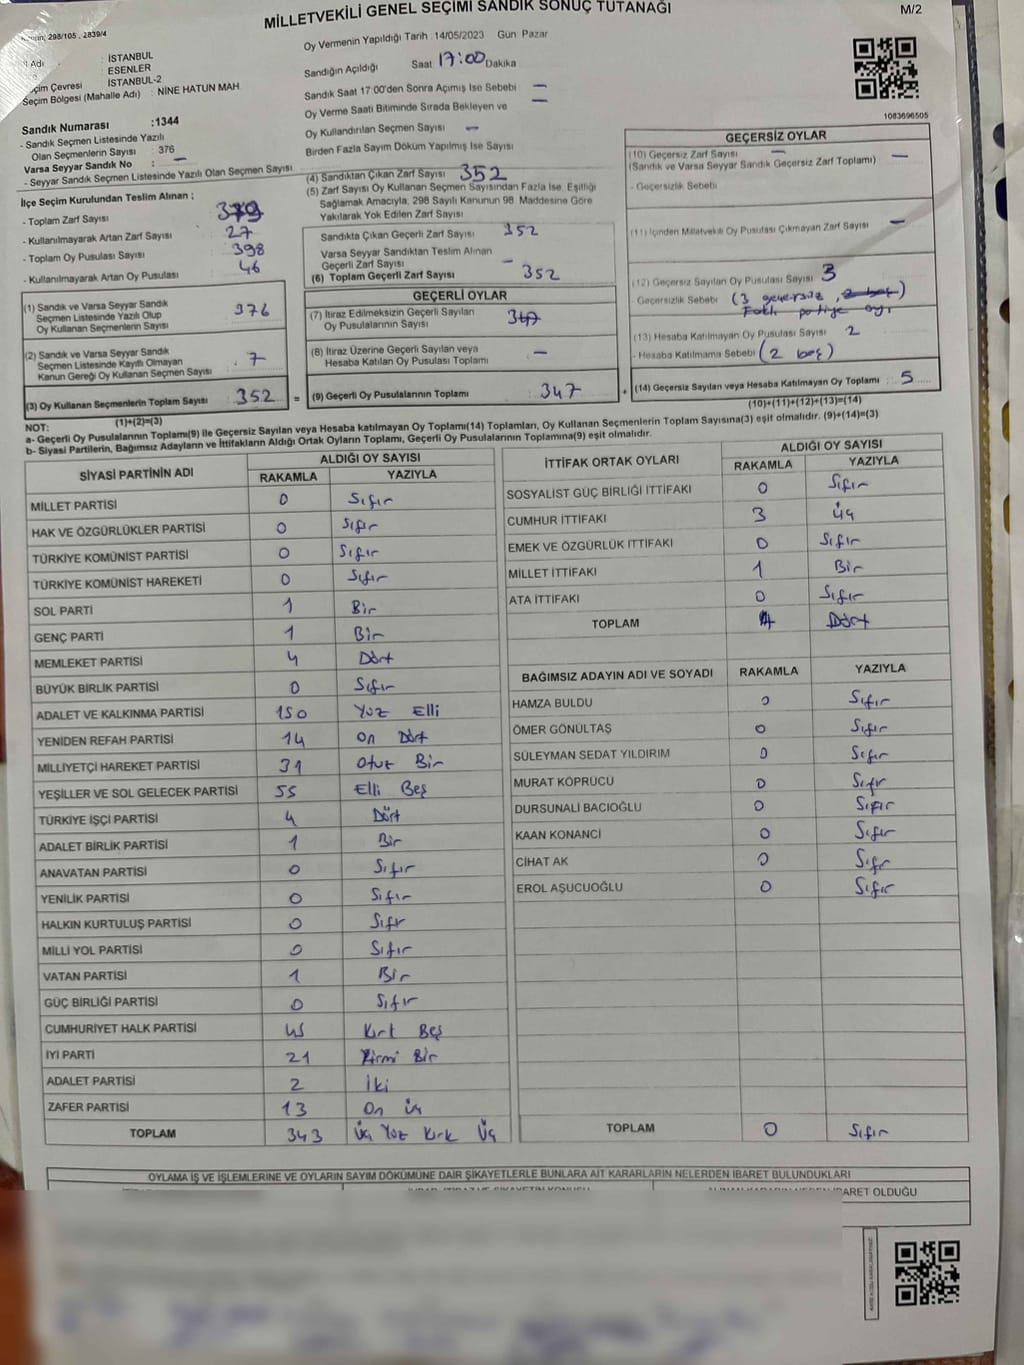 MİLLETVEKİLİ GENEL SEÇİMİ SANDIK SONUÇ TUTANAĞI
M/2
298/105 , 2839/4
Adı : İSTANBUL
: ESENLER
Seçim Çevresi : İSTANBUL-2
Seçim Bölgesi (Mahalle Adı) : NİNE HATUN MAH.
Sandık Numarası :1344
- Sandık Seçmen Listesinde Yazılı
Olan Seçmenlerin Sayısı : 376
Varsa Seyyar Sandık No : —
- Seyyar Sandık Seçmen Listesinde Yazılı Olan Seçmen Sayısı
Oy Vermenin Yapıldığı Tarih :14/05/2023 Gün: Pazar
Sandığın Açıldığı Saat 17:00 Dakika
Sandık Saat 17:00'den Sonra Açımış İse Sebebi —
Oy Verme Saati Bitiminde Sırada Bekleyen ve —
Oy Kullandırılan Seçmen Sayısı —
Birden Fazla Sayım Döküm Yapılmış İse Sayısı
1083696505
İlçe Seçim Kurulundan Teslim Alınan ;
- Toplam Zarf Sayısı : 379
- Kullanılmayarak Artan Zarf Sayısı : 27
- Toplam Oy Pusulası Sayısı : 398
- Kullanılmayarak Artan Oy Pusulası : 46
(1) Sandık ve Varsa Seyyar Sandık
Seçmen Listesinde Yazılı Olup
Oy Kullanan Seçmenlerin Sayısı : 376
(2) Sandık ve Varsa Seyyar Sandık
Seçmen Listesinde Kayıtlı Olmayan
Kanun Gereği Oy Kullanan Seçmen Sayısı : 7
(3) Oy Kullanan Seçmenlerin Toplam Sayısı : 352
(1)+(2)=(3)
(4) Sandıktan Çıkan Zarf Sayısı 352
(5) Zarf Sayısı Oy Kullanan Seçmen Sayısından Fazla İse, Eşitliği
Sağlamak Amacıyla, 298 Sayılı Kanunun 98. Maddesine Göre
Yakılarak Yok Edilen Zarf Sayısı
Sandıkta Çıkan Geçerli Zarf Sayısı : 352
Varsa Seyyar Sandıktan Teslim Alınan
Geçerli Zarf Sayısı : —
(6) Toplam Geçerli Zarf Sayısı : 352
GEÇERLİ OYLAR
(7) İtiraz Edilmeksizin Geçerli Sayılan
Oy Pusulalarının Sayısı : 347
(8) İtiraz Üzerine Geçerli Sayılan veya
Hesaba Katılan Oy Pusulası Toplamı : —
= (9) Geçerli Oy Pusulalarının Toplamı : 347 +
GEÇERSİZ OYLAR
(10) Geçersiz Zarf Sayısı —
(Sandık ve Varsa Seyyar Sandık Geçersiz Zarf Toplamı) —
- Geçersizlik Sebebi
(11) İçinden Milletvekili Oy Pusulası Çıkmayan Zarf Sayısı —
(12) Geçersiz Sayılan Oy Pusulası Sayısı 3
- Geçersizlik Sebebi (3 geçersiz, 2 boş)
Farklı partiye oy
(13) Hesaba Katılmayan Oy Pusulası Sayısı 2
- Hesaba Katılmama Sebebi (2 boş)
(14) Geçersiz Sayılan veya Hesaba Katılmayan Oy Toplamı : 5
(10)+(11)+(12)+(13)=(14)
NOT:
a- Geçerli Oy Pusulalarının Toplamı(9) ile Geçersiz Sayılan veya Hesaba Katılmayan Oy Toplamı(14) Toplamları, Oy Kullanan Seçmenlerin Toplam Sayısına(3) eşit olmalıdır. (9)+(14)=(3)
b- Siyasi Partilerin, Bağımsız Adayların ve İttifakların Aldığı Ortak Oyların Toplamı, Geçerli Oy Pusulalarının Toplamına(9) eşit olmalıdır.
SİYASİ PARTİNİN ADI ALDIĞI OY SAYISI
RAKAMLA YAZIYLA
MİLLET PARTİSİ 0 Sıfır
HAK VE ÖZGÜRLÜKLER PARTİSİ 0 Sıfır
TÜRKİYE KOMÜNİST PARTİSİ 0 Sıfır
TÜRKİYE KOMÜNİST HAREKETİ 0 Sıfır
SOL PARTİ 1 Bir
GENÇ PARTİ 1 Bir
MEMLEKET PARTİSİ 4 Dört
BÜYÜK BİRLİK PARTİSİ 0 Sıfır
ADALET VE KALKINMA PARTİSİ 150 Yüz Elli
YENİDEN REFAH PARTİSİ 14 On Dört
MİLLİYETÇİ HAREKET PARTİSİ 31 Otuz Bir
YEŞİLLER VE SOL GELECEK PARTİSİ 55 Elli Beş
TÜRKİYE İŞÇİ PARTİSİ 4 Dört
ADALET BİRLİK PARTİSİ 1 Bir
ANAVATAN PARTİSİ 0 Sıfır
YENİLİK PARTİSİ 0 Sıfır
HALKIN KURTULUŞ PARTİSİ 0 Sıfır
MİLLİ YOL PARTİSİ 0 Sıfır
VATAN PARTİSİ 1 Bir
GÜÇ BİRLİĞİ PARTİSİ 0 Sıfır
CUMHURİYET HALK PARTİSİ 45 Kırk Beş
İYİ PARTİ 21 Yirmi Bir
ADALET PARTİSİ 2 İki
ZAFER PARTİSİ 13 On üç
TOPLAM 343 Üç Yüz Kırk Üç
İTTİFAK ORTAK OYLARI ALDIĞI OY SAYISI
RAKAMLA YAZIYLA
SOSYALİST GÜÇ BİRLİĞİ İTTİFAKI 0 Sıfır
CUMHUR İTTİFAKI 3 üç
EMEK VE ÖZGÜRLÜK İTTİFAKI 0 Sıfır
MİLLET İTTİFAKI 1 Bir
ATA İTTİFAKI 0 Sıfır
TOPLAM 4 Dört
BAĞIMSIZ ADAYIN ADI VE SOYADI RAKAMLA YAZIYLA
HAMZA BULDU 0 Sıfır
ÖMER GÖNÜLTAŞ 0 Sıfır
SÜLEYMAN SEDAT YILDIRIM 0 Sıfır
MURAT KÖPRÜCÜ 0 Sıfır
DURSUNALİ BACIOĞLU 0 Sıfır
KAAN KONANCİ 0 Sıfır
CİHAT AK 0 Sıfır
EROL AŞUCUOĞLU 0 Sıfır
TOPLAM 0 Sıfır
OYLAMA İŞ VE İŞLEMLERİNE VE OYLARIN SAYIM DÖKÜMÜNE DAİR ŞİKAYETLERLE BUNLARA AİT KARARLARIN NELERDEN İBARET BULUNDUKLARI
İBARET OLDUĞU